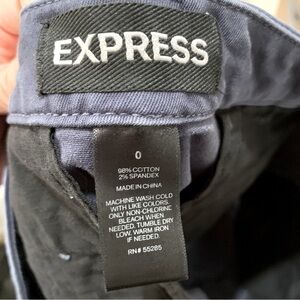 EXPRESS
0
98% COTTON
2% SPANDEX
MADE IN CHINA
MACHINE WASH COLD
WITH LIKE COLORS.
ONLY NON-CHLORINE
BLEACH WHEN
NEEDED. TUMBLE DRY
LOW. WARM IRON
IF NEEDED.
RN# 55285